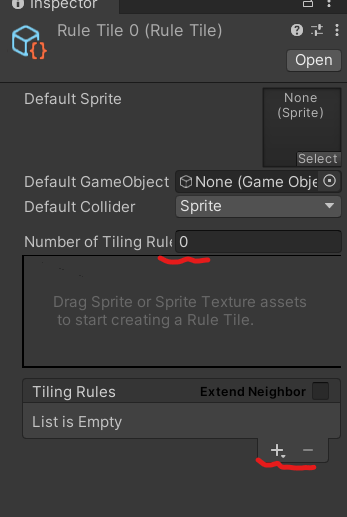 Inspector
Rule Tile 0 (Rule Tile)
Open
Default Sprite
None
(Sprite)
Select
Default GameObject None (Game Obje
Default Collider Sprite
Number of Tiling Rule 0
Drag Sprite or Sprite Texture assets
to start creating a Rule Tile.
Tiling Rules Extend Neighbor
List is Empty